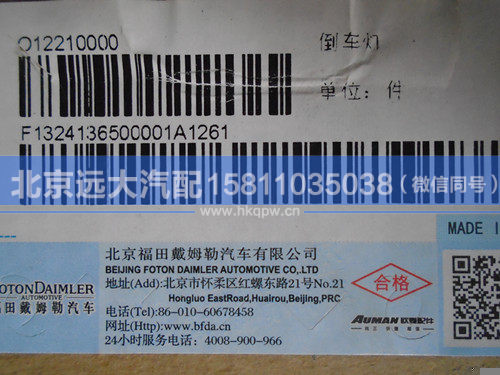 O12210000
倒车灯
单位: 件
F1324136500001A1261
北京远大汽配15811035038(微信同号)
www.hkqpw.cn
MADE I
北京福田戴姆勒汽车有限公司
BEIJING FOTON DAIMLER AUTOMOTIVE CO.,LTD
地址(Add):北京市怀柔区红螺东路21号No.21
Hongluo EastRoad,Huairou,Beijing,PRC
电话(Tel):86-010-60678458
网址(Http):www.bfda.cn
24小时服务电话: 4008-900-966
FOTONDAIMLER
AUTOMOTIVE
福田戴姆勒汽车
合格
AUMAN 欧曼配件